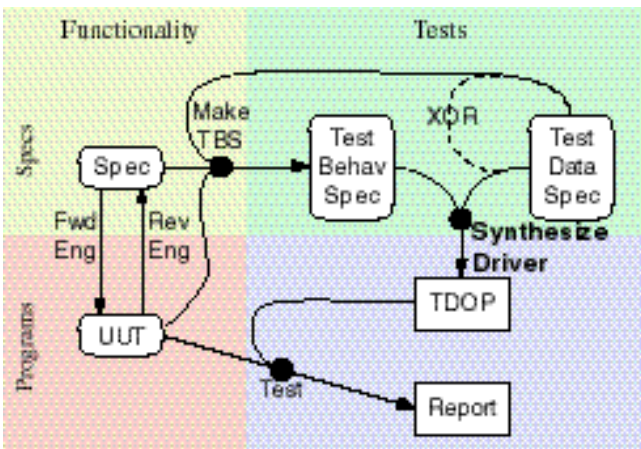 Functionality
Tests
Specs
Make
TBS
XOR
Spec
Test
Behav
Spec
Test
Data
Spec
Fwd
Eng
Rev
Eng
Synthesize
Driver
Programs
UUT
TDOP
Test
Report